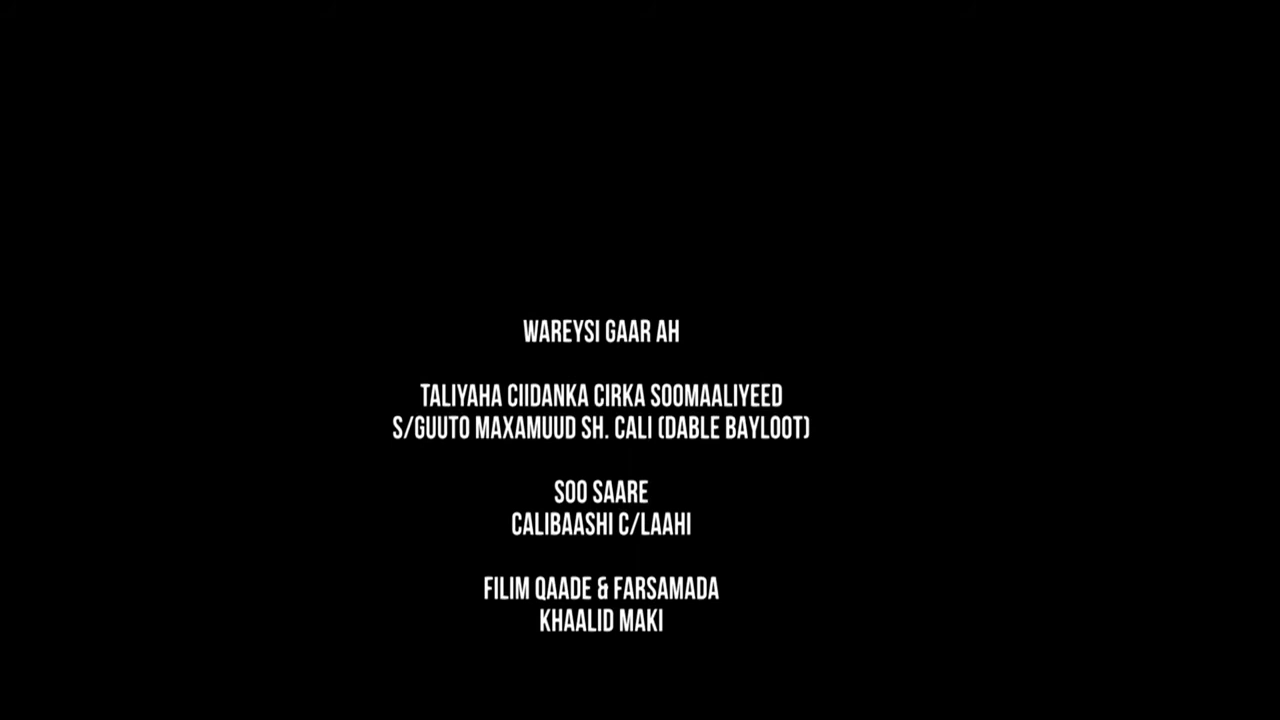 WAREYSI GAAR AH
TALIYAHA CIIDANKA CIRKA SOOMAALIYEED
S/GUUTO MAXAMUUD SH. CALI (DABLE BAYLOOT)
SOO SAARE
CALIBAASHI C/LAAHI
FILIM QAADE & FARSAMADA
KHAALID MAKI